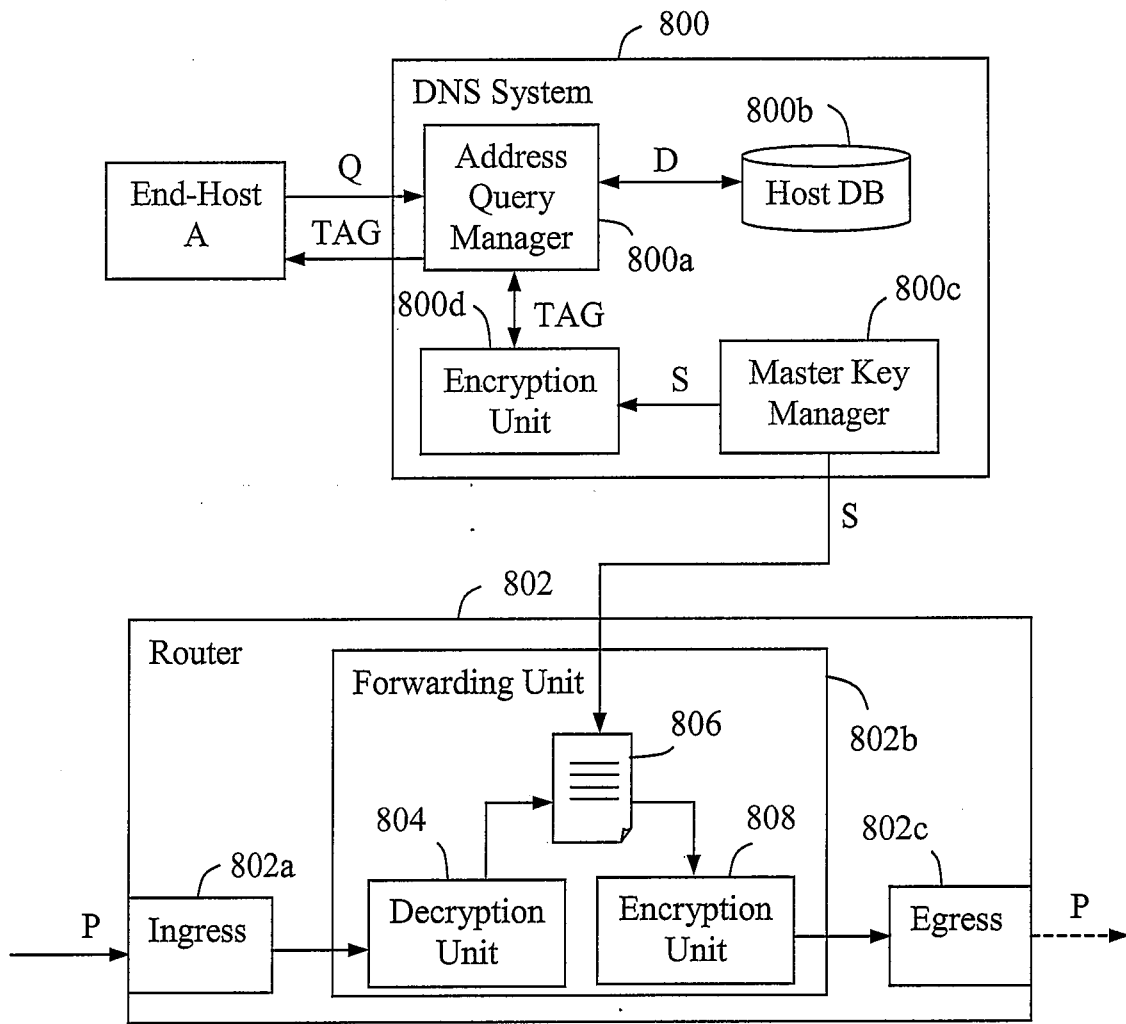 800
DNS System
800b
Address
Query
Manager
D
Host DB
End-Host
A
Q
TAG
800a
800d
TAG
800c
Encryption
Unit
S
Master Key
Manager
S
802
Router
Forwarding Unit
806
802b
804
808
802c
802a
P
Ingress
Decryption
Unit
Encryption
Unit
Egress
P